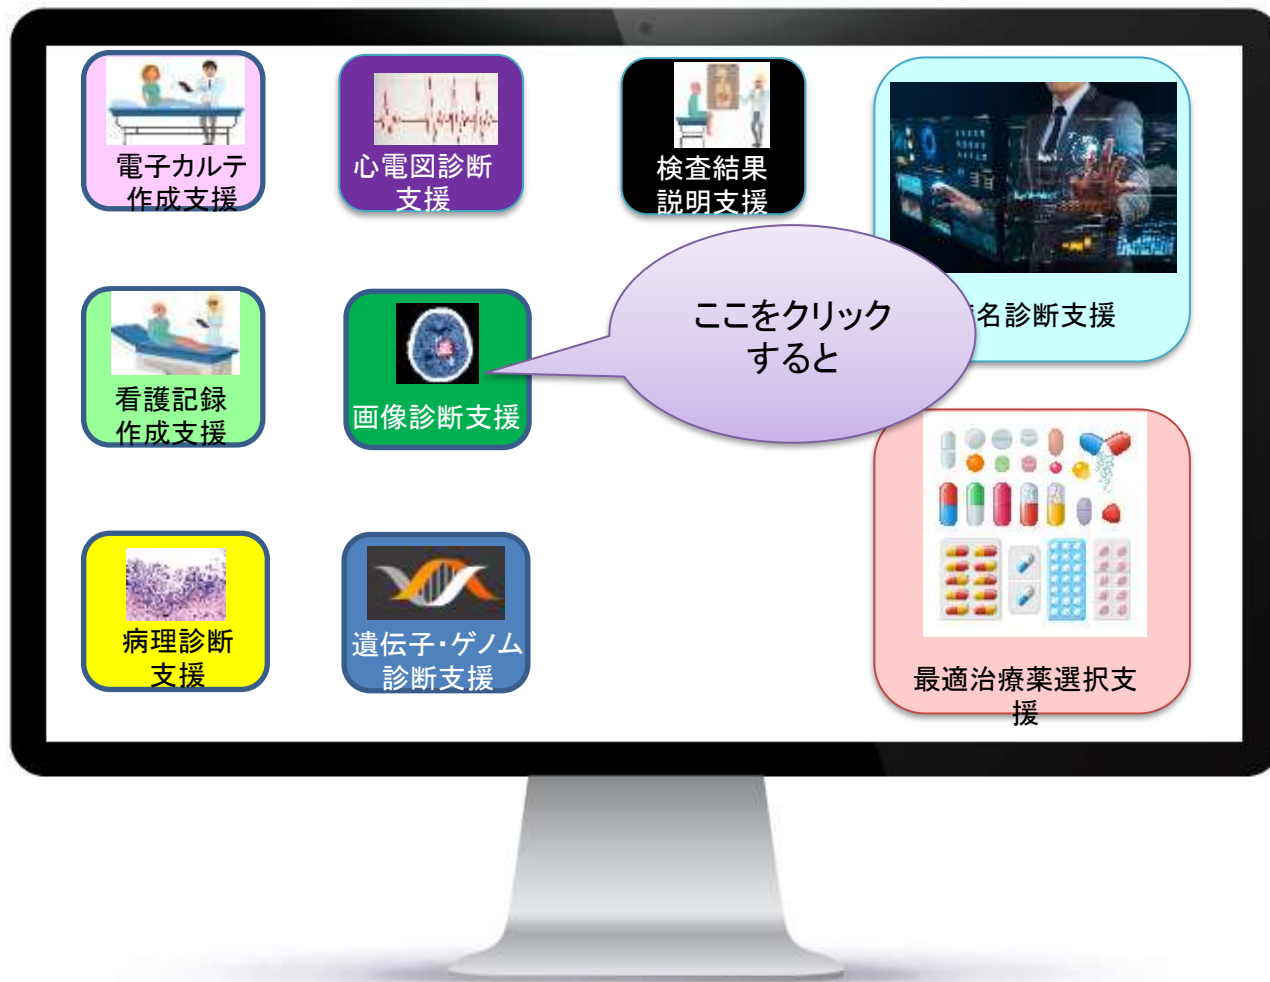 電子カルテ
作成支援
心電図診断
支援
検査結果
説明支援
名診断支援
ここをクリック
すると
看護記録
作成支援
画像診断支援
病理診断
支援
遺伝子・ゲノム
診断支援
最適治療薬選択支
援